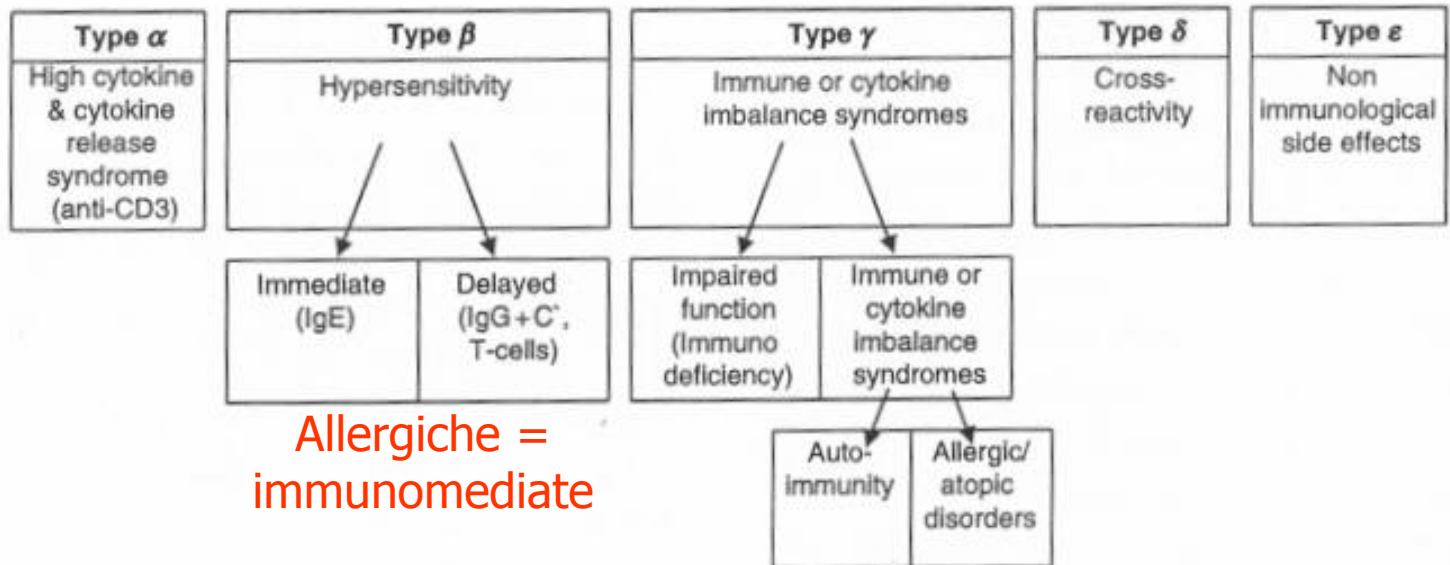 Type α
High cytokine
& cytokine
release
syndrome
(anti-CD3)
Type β
Hypersensitivity
Immediate
(IgE)
Delayed
(IgG+C`,
T-cells)
Allergiche =
immunomediate
Type γ
Immune or cytokine
imbalance syndromes
Impaired
function
(Immuno
deficiency)
Immune or
cytokine
imbalance
syndromes
Auto-
immunity
Allergic/
atopic
disorders
Type δ
Cross-
reactivity
Type ε
Non
immunological
side effects